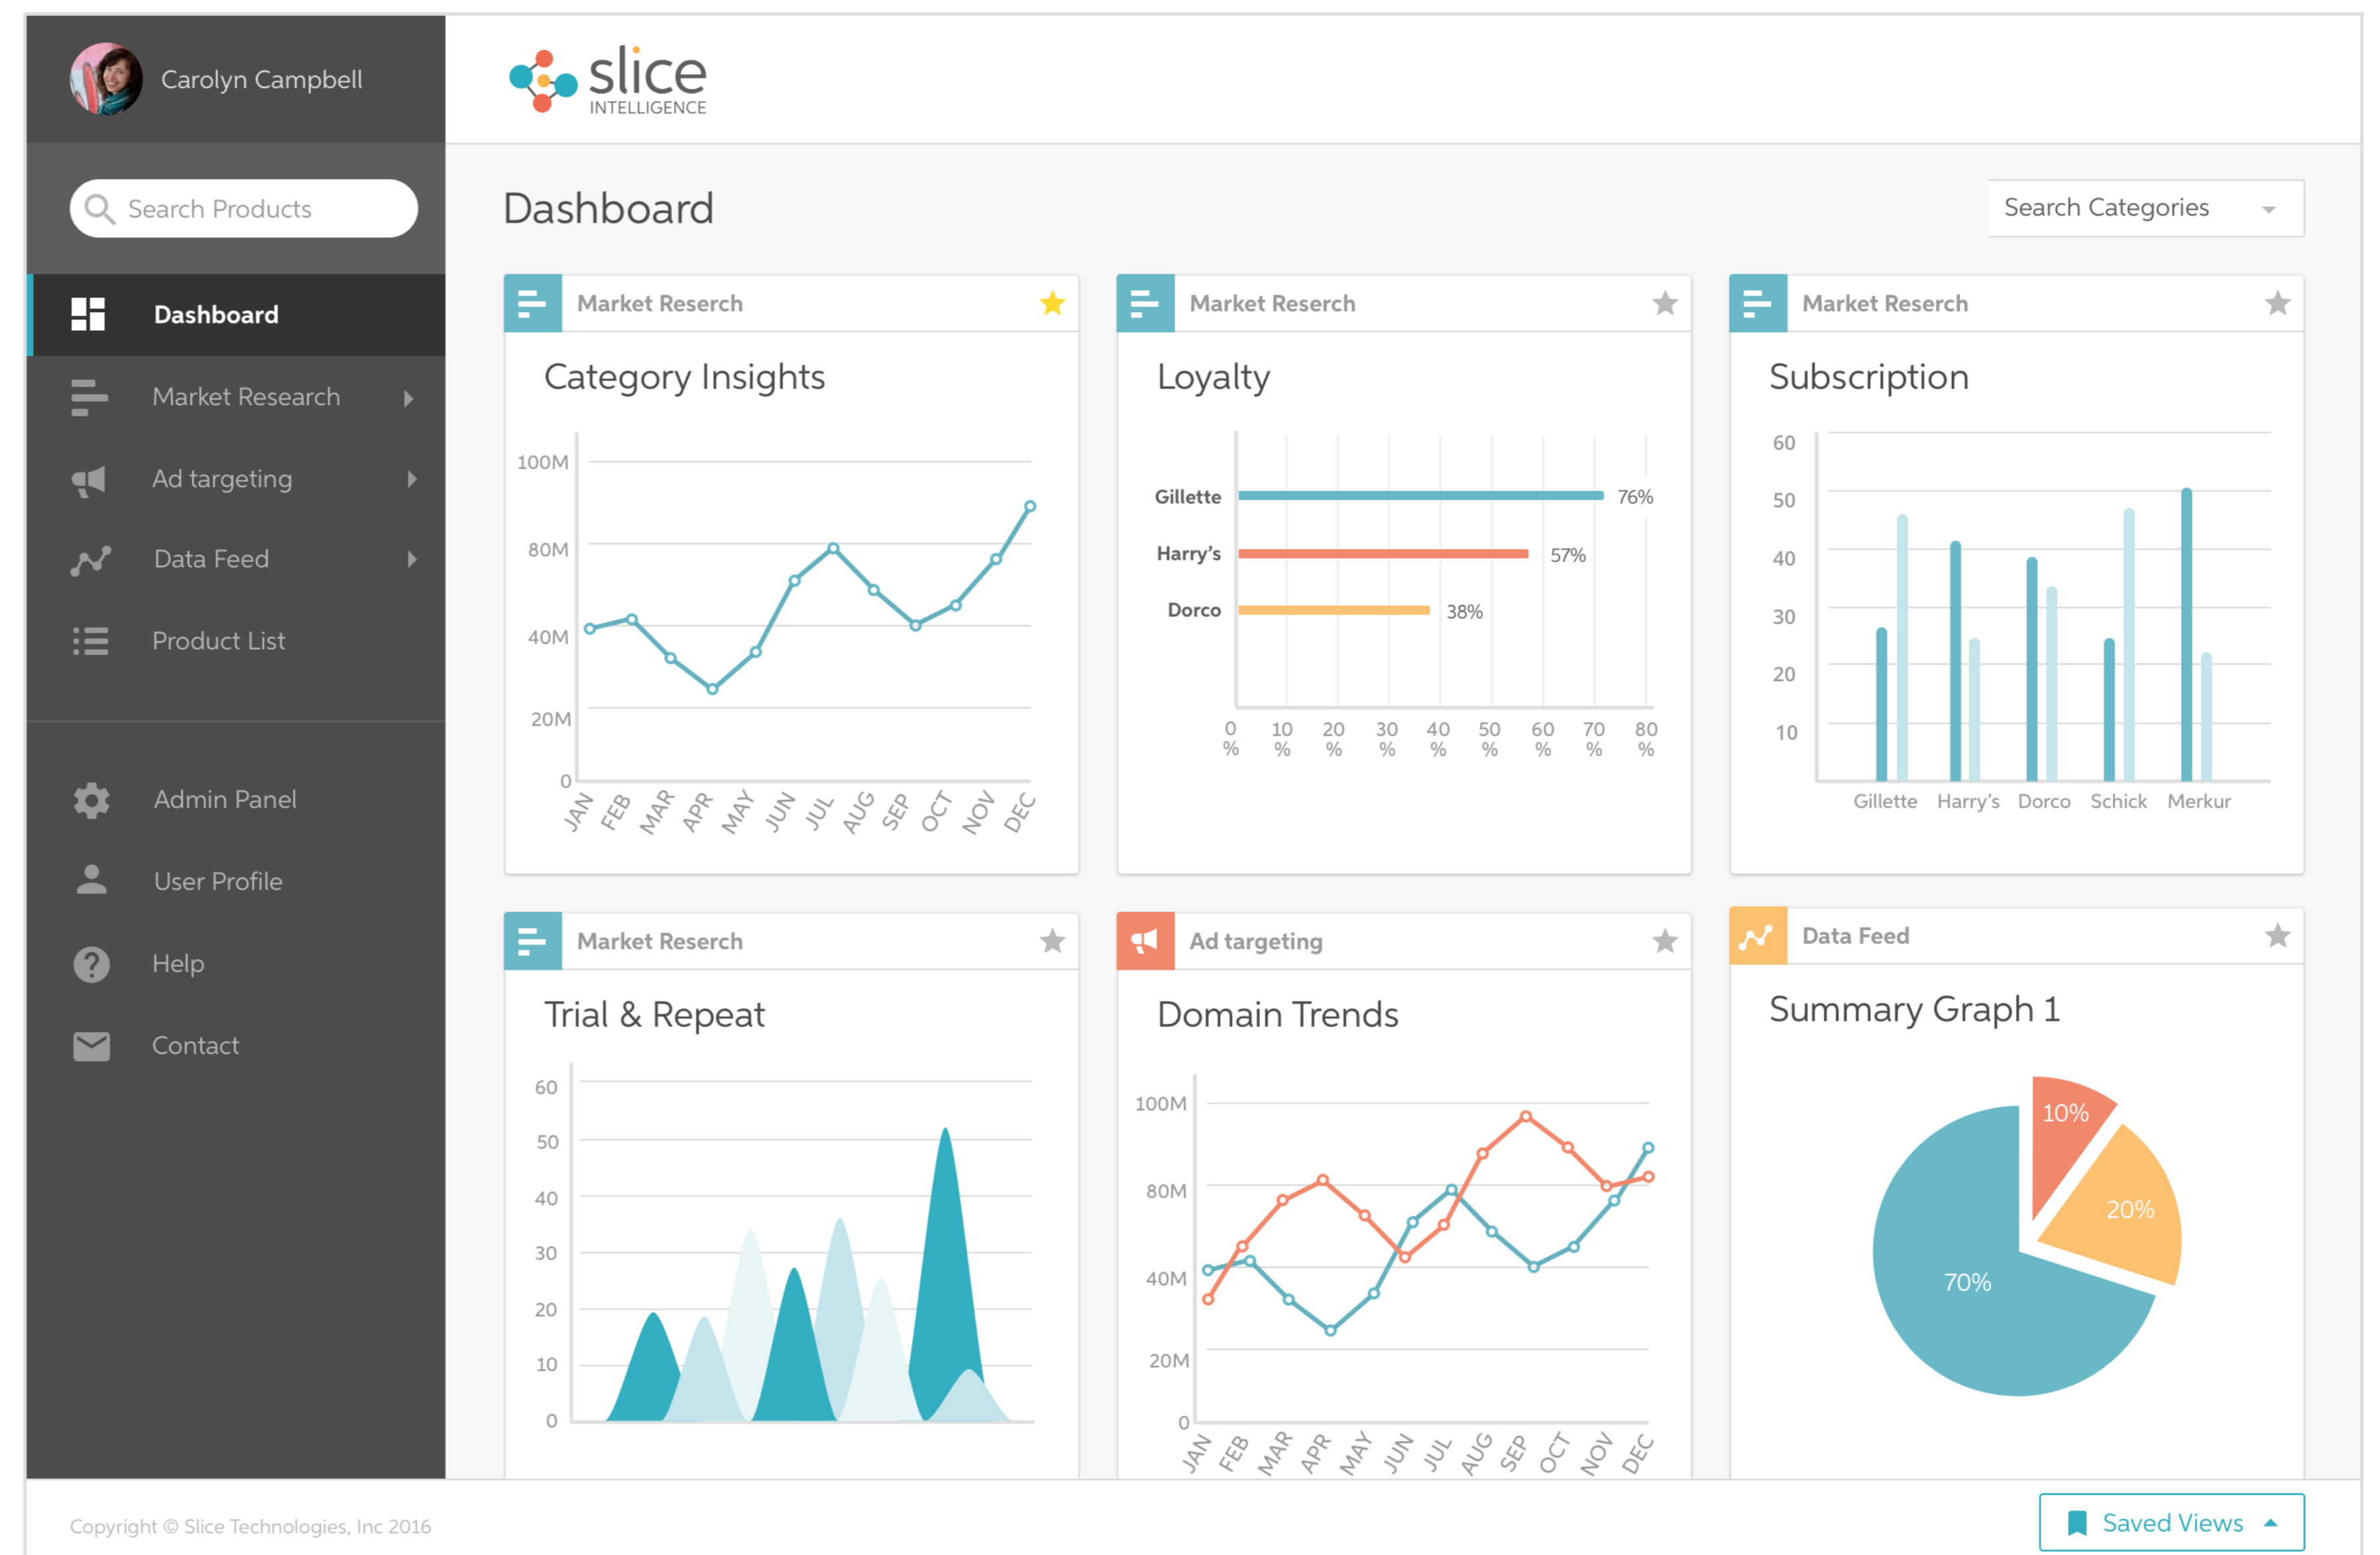 Carolyn Campbell
slice
INTELLIGENCE
Search Products
Dashboard
Market Research
Ad targeting
Data Feed
Product List
Admin Panel
User Profile
Help
Contact
Dashboard
Search Categories
Market Reserch
Category Insights
100M
80M
40M
20M
0
JAN FEB MAR APR MAY JUN JUL AUG SEP OCT NOV DEC
Market Reserch
Loyalty
Gillette 76%
Harry's 57%
Dorco 38%
0 10 20 30 40 50 60 70 80
% % % % % % % % %
Market Reserch
Subscription
60
50
40
30
20
10
Gillette Harry's Dorco Schick Merkur
Market Reserch
Trial & Repeat
60
50
40
30
20
10
0
Ad targeting
Domain Trends
100M
80M
40M
20M
0
JAN FEB MAR APR MAY JUN JUL AUG SEP OCT NOV DEC
Data Feed
Summary Graph 1
10%
20%
70%
Copyright © Slice Technologies, Inc 2016
Saved Views